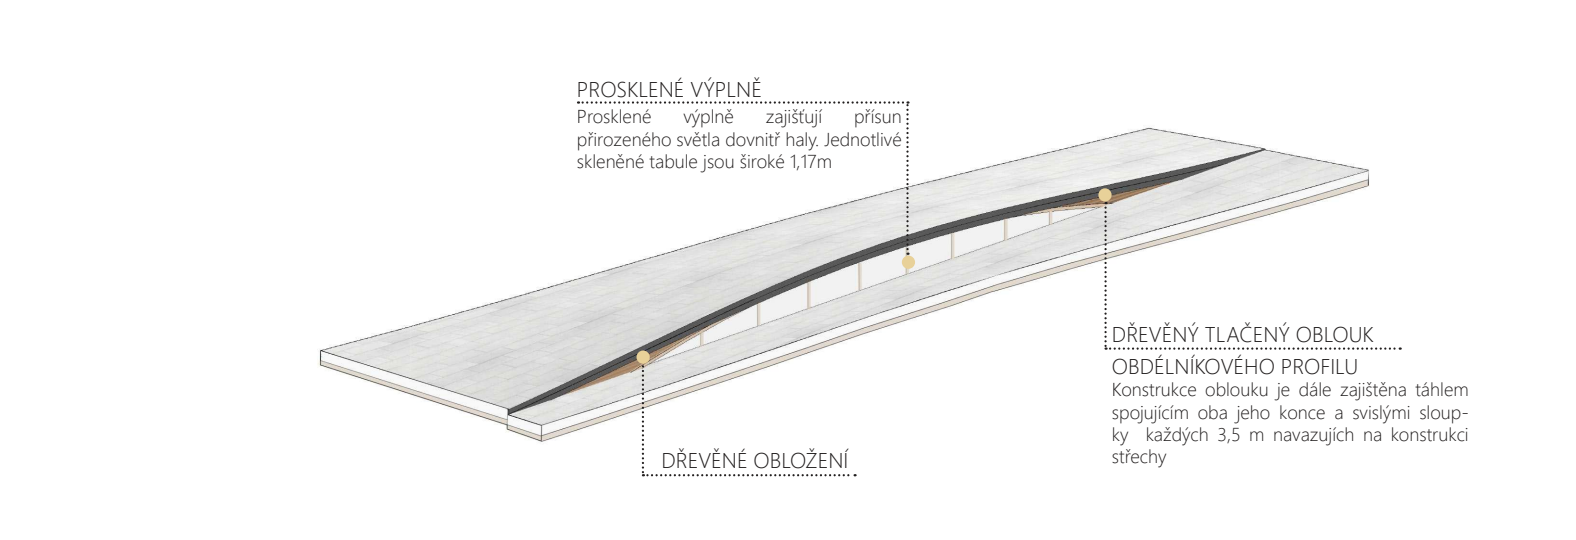 PROSKLENÉ VÝPLNĚ
Prosklené výplně zajišťují přísun
přirozeného světla dovnitř haly. Jednotlivé
skleněné tabule jsou široké 1,17m
DŘEVĚNÝ TLAČENÝ OBLOUK
OBDÉLNÍKOVÉHO PROFILU
Konstrukce oblouku je dále zajištěna táhlem
spojujícím oba jeho konce a svislými sloup-
ky každých 3,5 m navazujích na konstrukci
střechy
DŘEVĚNÉ OBLOŽENÍ